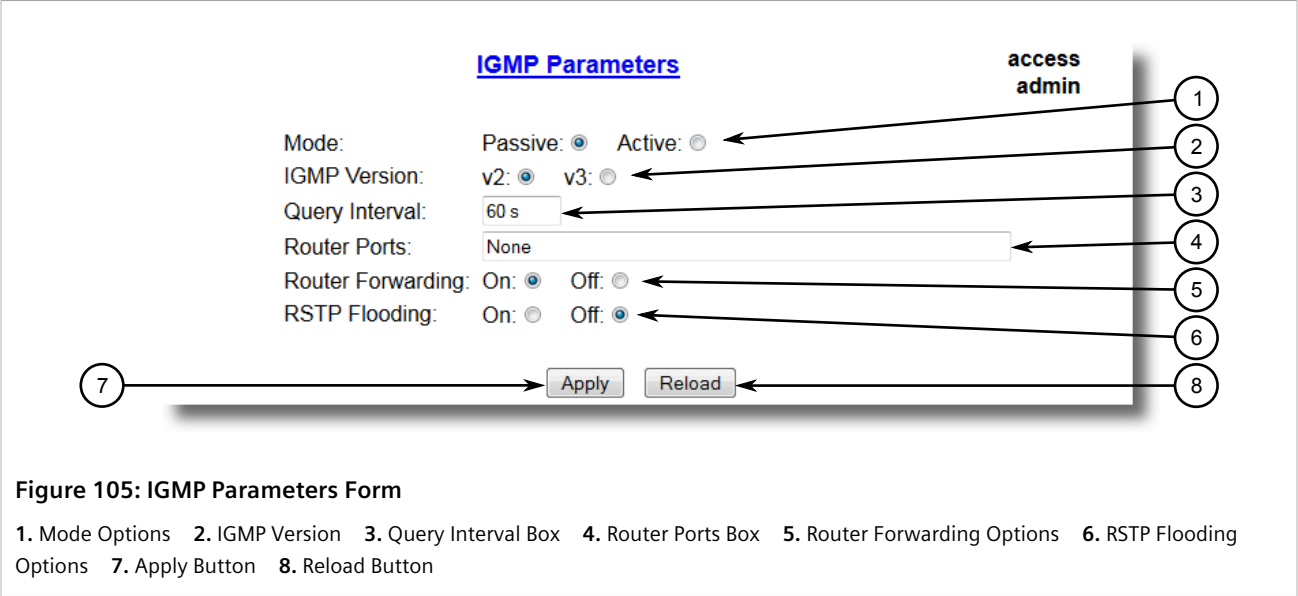 IGMP Parameters
access
admin
1
Mode: Passive: Active:
2
IGMP Version: v2: v3:
3
Query Interval: 60 s
Router Ports: None
4
Router Forwarding: On: Off:
5
RSTP Flooding: On: Off:
6
7
Apply Reload
8
Figure 105: IGMP Parameters Form
1. Mode Options 2. IGMP Version 3. Query Interval Box 4. Router Ports Box 5. Router Forwarding Options 6. RSTP Flooding
Options 7. Apply Button 8. Reload Button